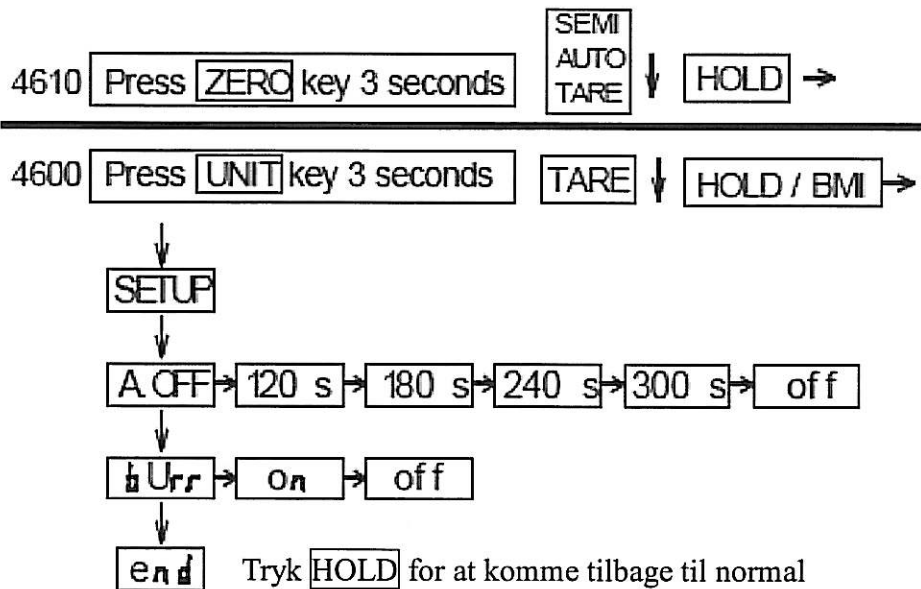 4610 Press ZERO key 3 seconds SEMI AUTO TARE ↓ HOLD →
4600 Press UNIT key 3 seconds TARE ↓ HOLD / BMI →
SETUP
A.OFF → 120 s → 180 s → 240 s → 300 s → off
bUrr → on → off
end Tryk HOLD for at komme tilbage til normal